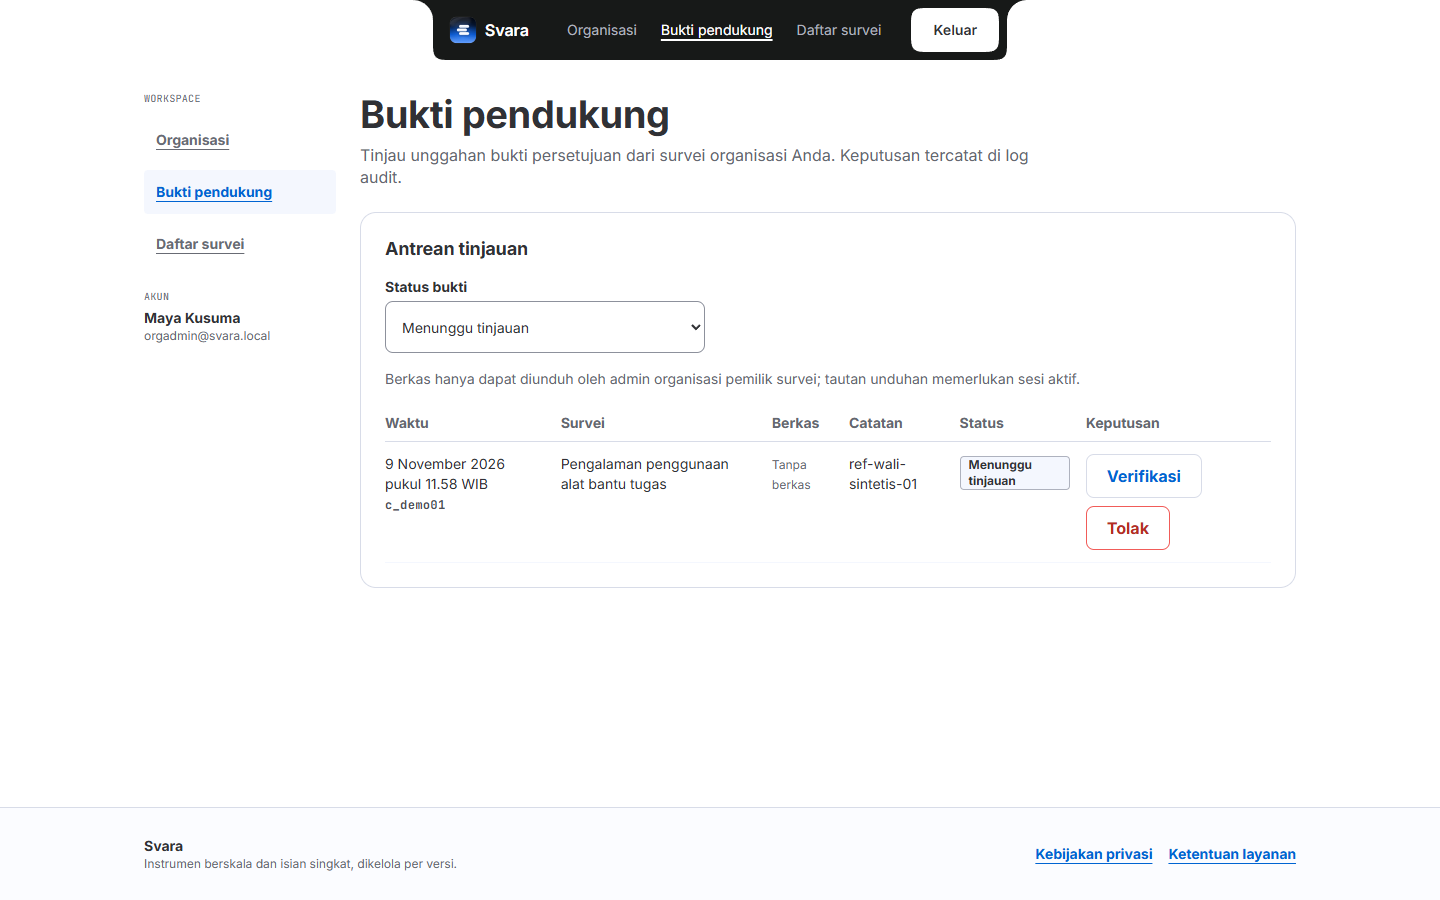 Svara
Organisasi
Bukti pendukung
Daftar survei
Keluar
WORKSPACE
Organisasi
Bukti pendukung
Daftar survei
AKUN
Maya Kusuma
orgadmin@svara.local
Bukti pendukung
Tinjau unggahan bukti persetujuan dari survei organisasi Anda. Keputusan tercatat di log
audit.
Antrean tinjauan
Status bukti
Menunggu tinjauan
Berkas hanya dapat diunduh oleh admin organisasi pemilik survei; tautan unduhan memerlukan sesi aktif.
Waktu
Survei
Berkas
Catatan
Status
Keputusan
9 November 2026
pukul 11.58 WIB
c_demo01
Pengalaman penggunaan
alat bantu tugas
Tanpa
berkas
ref-wali-
sintetis-01
Menunggu
tinjauan
Verifikasi
Tolak
Svara
Instrumen berskala dan isian singkat, dikelola per versi.
Kebijakan privasi
Ketentuan layanan